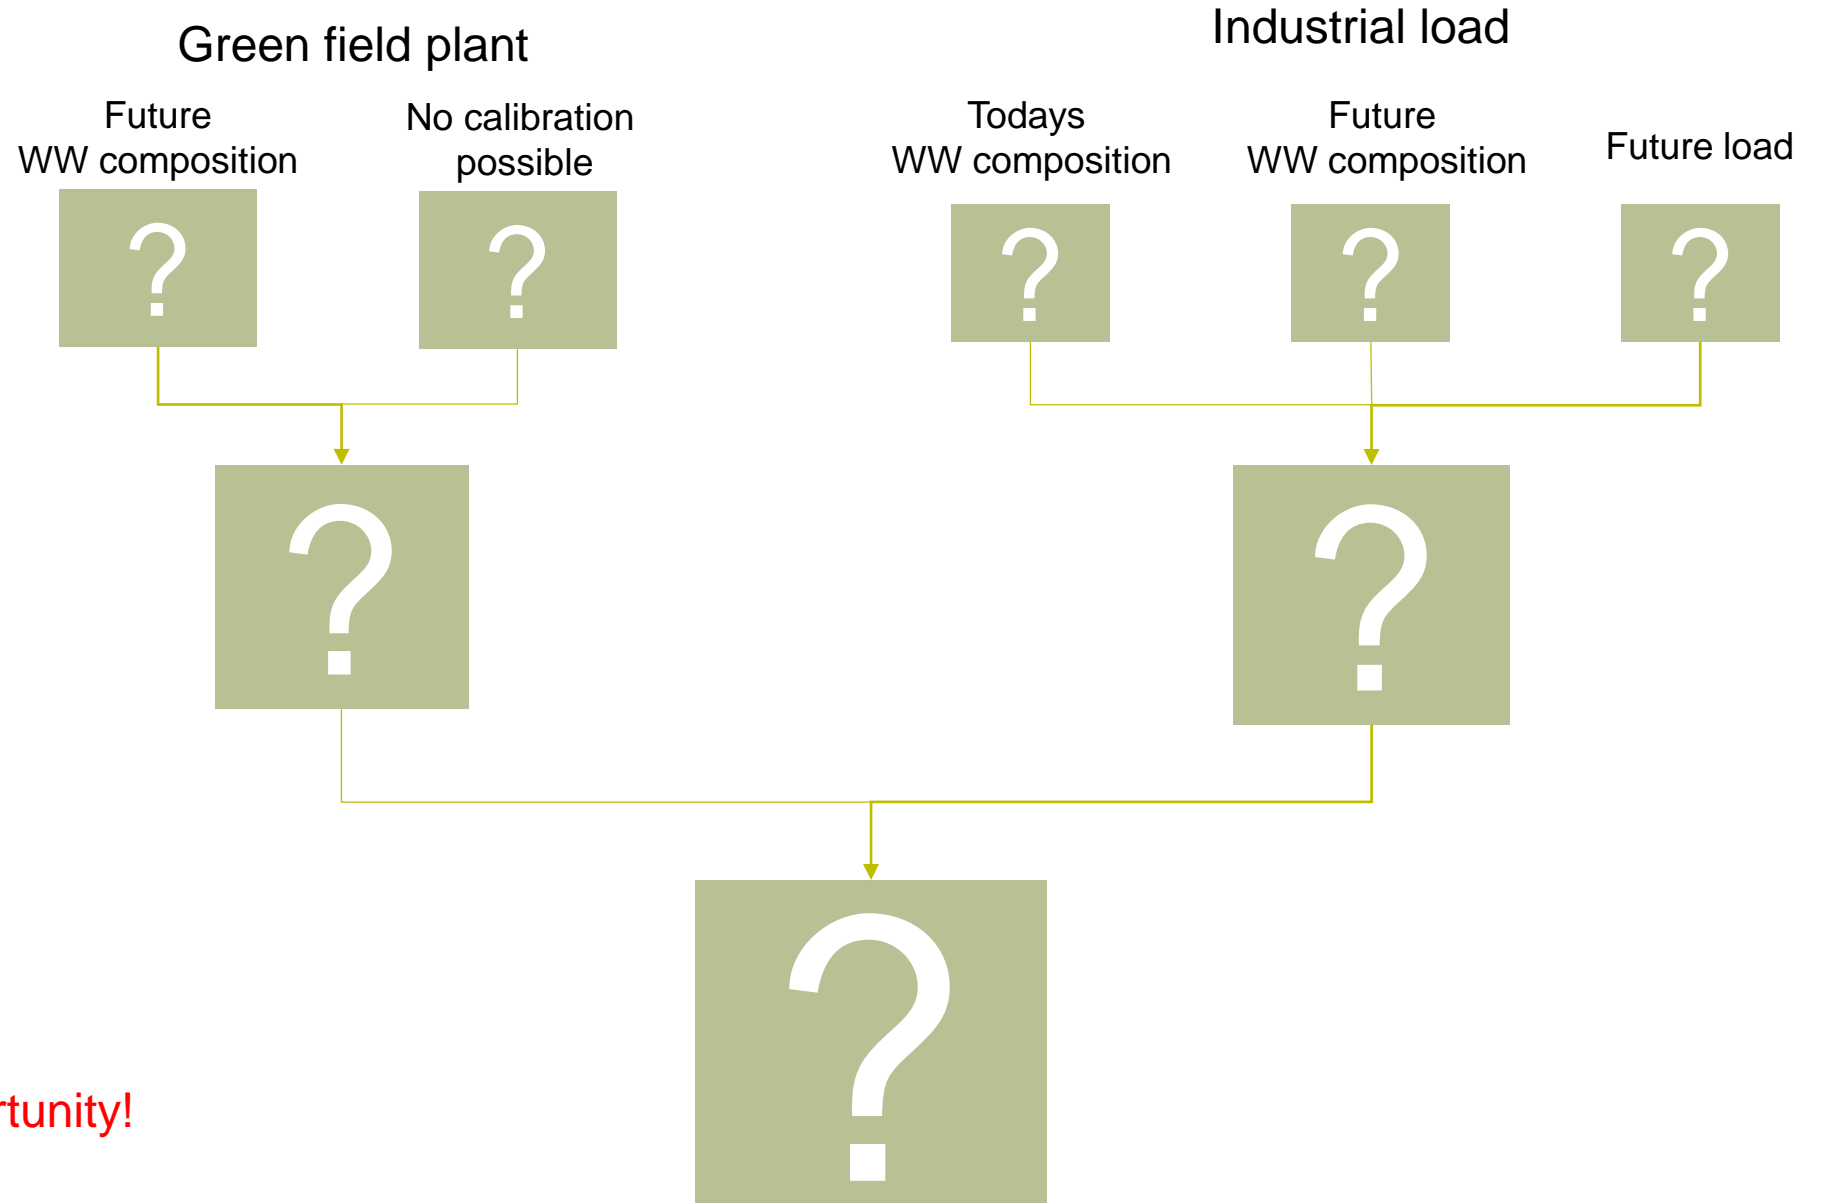 Green field plant
Industrial load
Future
WW composition
No calibration
possible
Todays
WW composition
Future
WW composition
Future load
?
?
?
?
?
?
?
?
rtunity!